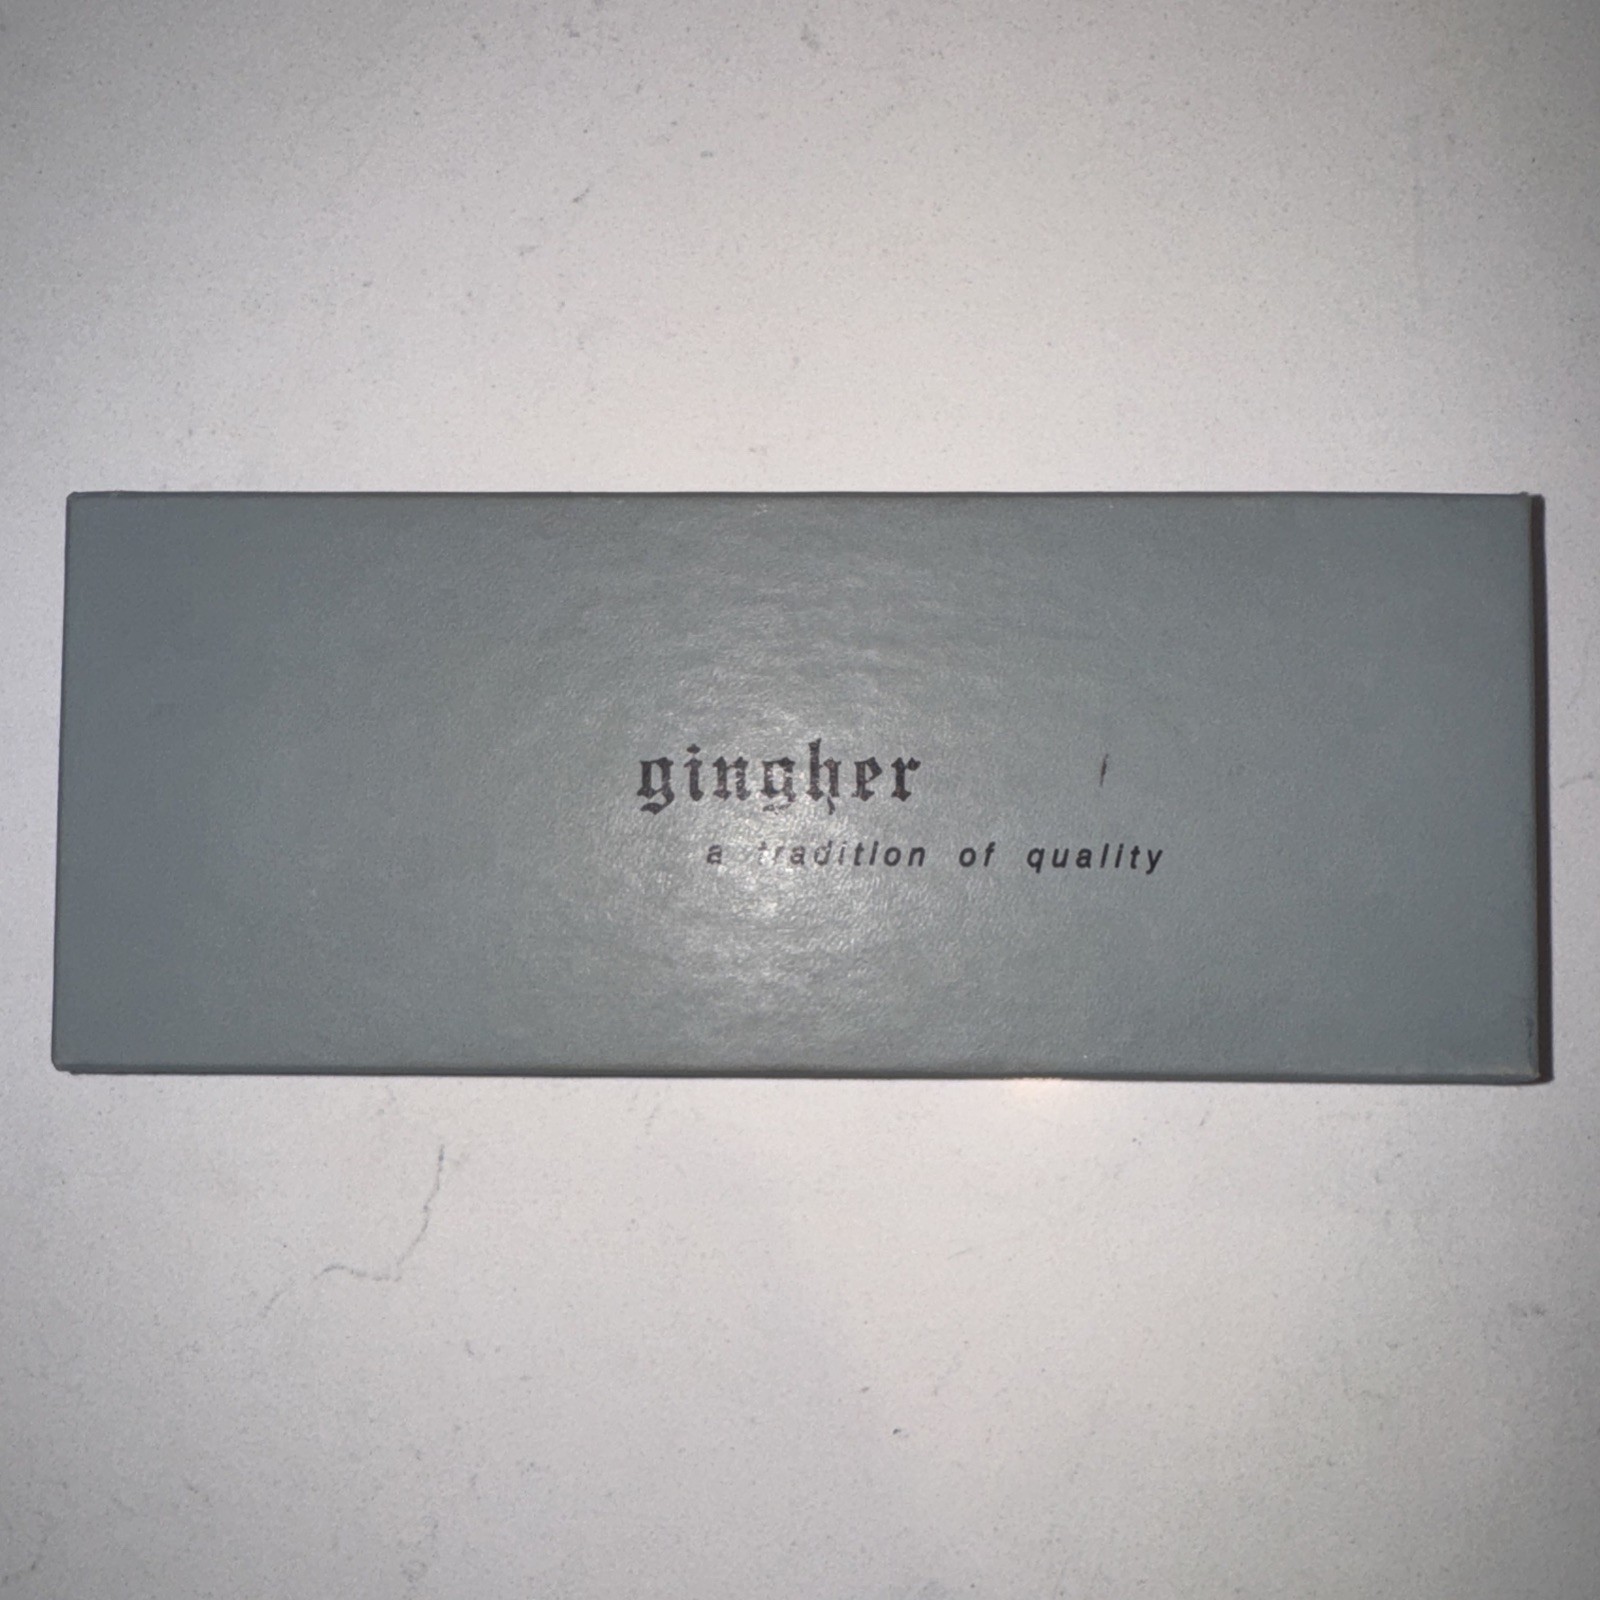 gingher
a tradition of quality